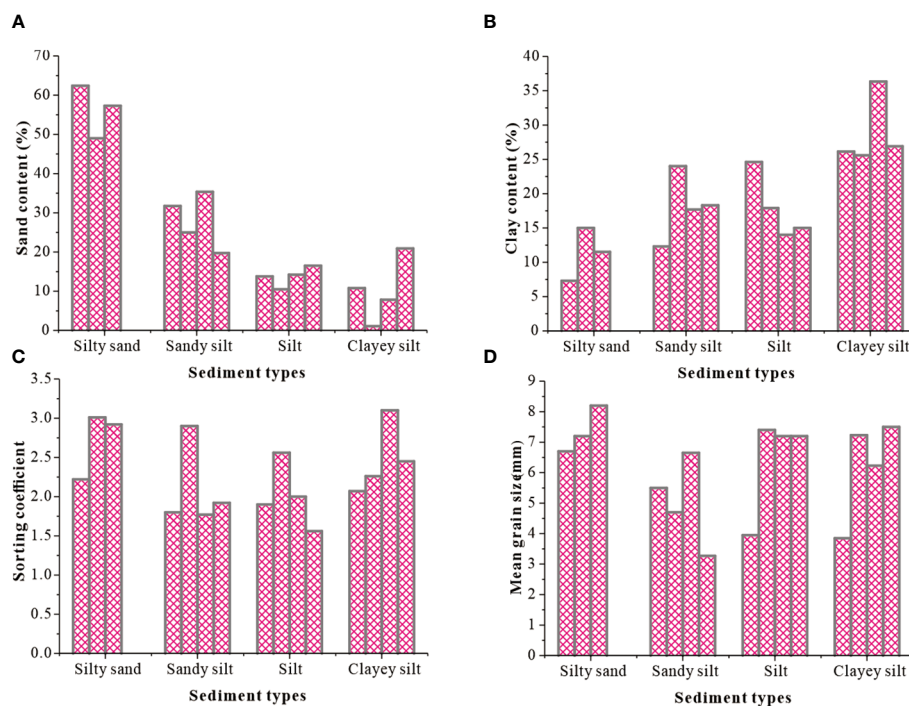 A
70
60
50
40
30
20
10
0
Sand content (%)
Silty sand Sandy silt Silt Clayey silt
Sediment types
B
40
35
30
25
20
15
10
5
0
Clay content (%)
Silty sand Sandy silt Silt Clayey silt
Sediment types
C
3.5
3.0
2.5
2.0
1.5
1.0
0.5
0.0
Sorting coefficient
Silty sand Sandy silt Silt Clayey silt
Sediment types
D
9
8
7
6
5
4
3
2
1
0
Mean grain size(mm)
Silty sand Sandy silt Silt Clayey silt
Sediment types